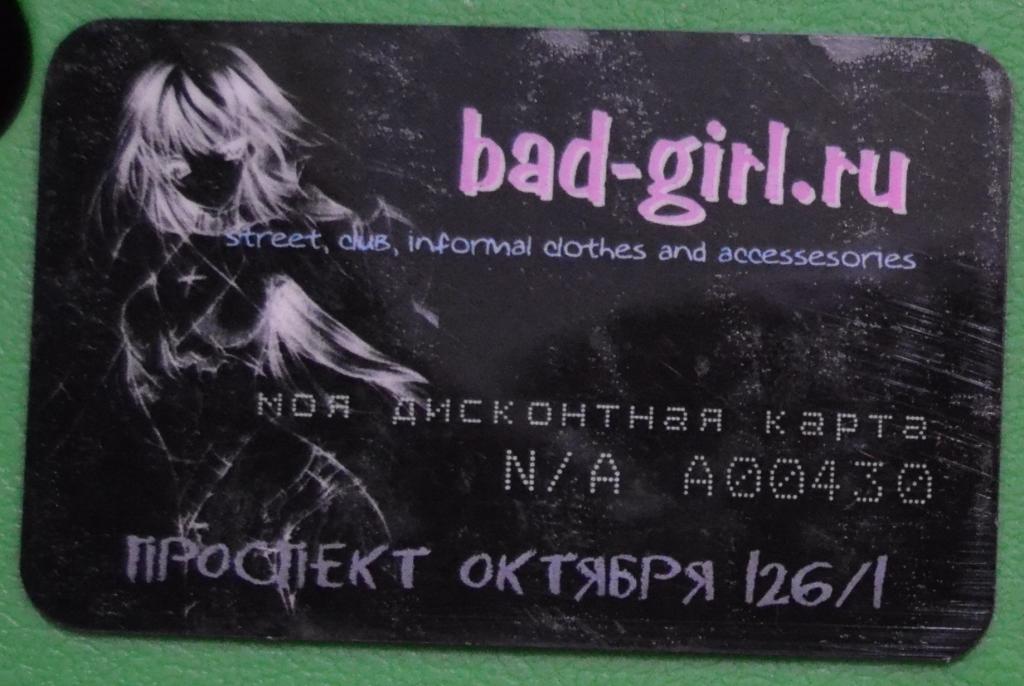 bad-girl.ru
street, club, informal clothes and accessesories
МОЯ ДИСКОНТНАЯ КАРТА
N/A A00430
ПРОСПЕКТ ОКТЯБРЯ 126/1